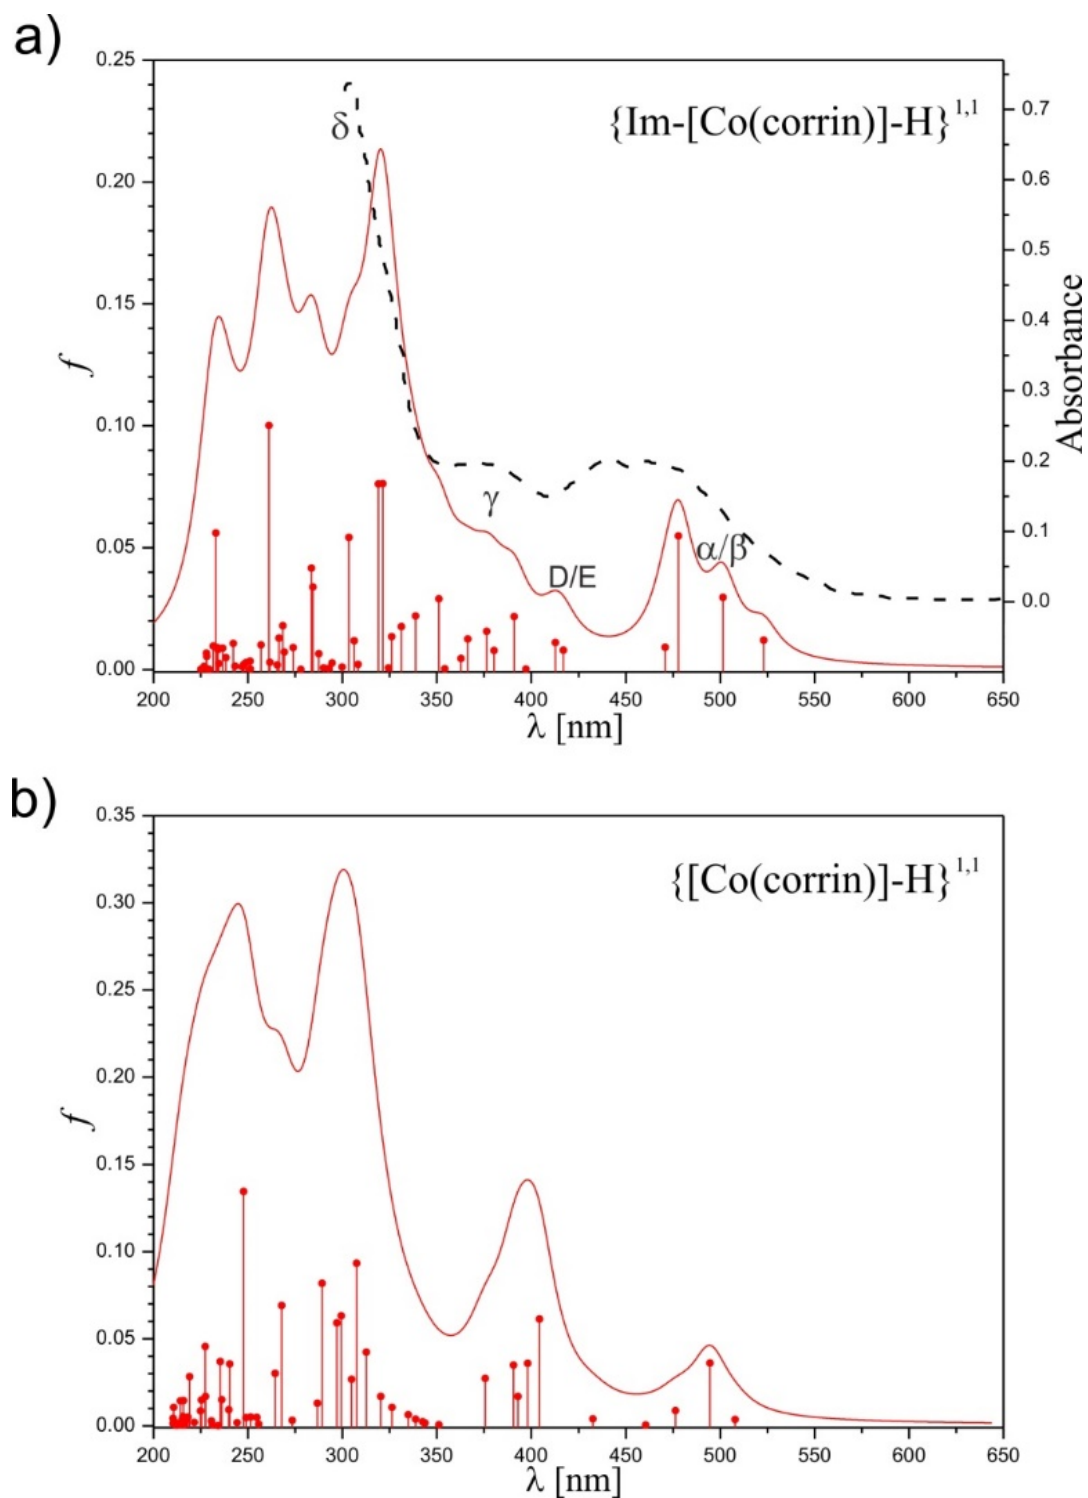 a)
{Im-[Co(corrin)]-H}1,1
δ
γ
D/E
α/β
0.25
0.20
0.15
0.10
0.05
0.00
f
0.7
0.6
0.5
0.4
0.3
0.2
0.1
0.0
Absorbance
200 250 300 350 400 450 500 550 600 650
λ [nm]
b)
{[Co(corrin)]-H}1,1
0.35
0.30
0.25
0.20
0.15
0.10
0.05
0.00
f
200 250 300 350 400 450 500 550 600 650
λ [nm]